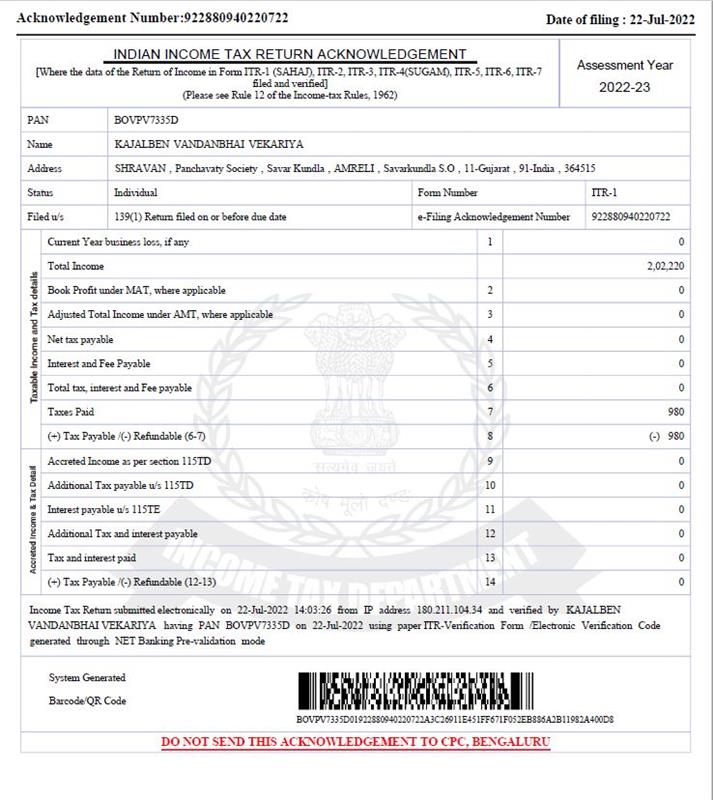 Acknowledgement Number:922880940220722 Date of filing : 22-Jul-2022
INDIAN INCOME TAX RETURN ACKNOWLEDGEMENT
[Where the data of the Return of Income in Form ITR-1 (SAHAJ), ITR-2, ITR-3, ITR-4(SUGAM), ITR-5, ITR-6, ITR-7
filed and verified]
(Please see Rule 12 of the Income-tax Rules, 1962)
Assessment Year
2022-23
PAN BOVPV7335D
Name KAJALBEN VANDANBHAI VEKARIYA
Address SHRAVAN , Panchavaty Society , Savar Kundla , AMRELI , Savarkundla S.O , 11-Gujarat , 91-India , 364515
Status Individual Form Number ITR-1
Filed u/s 139(1) Return filed on or before due date e-Filing Acknowledgement Number 922880940220722
Taxable Income and Tax details
Current Year business loss, if any 1 0
Total Income 2,02,220
Book Profit under MAT, where applicable 2 0
Adjusted Total Income under AMT, where applicable 3 0
Net tax payable 4 0
Interest and Fee Payable 5 0
Total tax, interest and Fee payable 6 0
Taxes Paid 7 980
(+) Tax Payable /(-) Refundable (6-7) 8 (-) 980
Accreted Income & Tax Detail
Accreted Income as per section 115TD 9 0
Additional Tax payable u/s 115TD 10 0
Interest payable u/s 115TE 11 0
Additional Tax and interest payable 12 0
Tax and interest paid 13 0
(+) Tax Payable /(-) Refundable (12-13) 14 0
सत्यमेव जयते
कोष मूलो दण्डः
INCOME TAX DEPARTMENT
Income Tax Return submitted electronically on 22-Jul-2022 14:03:26 from IP address 180.211.104.34 and verified by KAJALBEN
VANDANBHAI VEKARIYA having PAN BOVPV7335D on 22-Jul-2022 using paper ITR-Verification Form /Electronic Verification Code
generated through NET Banking Pre-validation mode
System Generated
Barcode/QR Code
BOVPV7335D01922880940220722A3C26911E451FF671F052EB886A2B11982A400D8
DO NOT SEND THIS ACKNOWLEDGEMENT TO CPC, BENGALURU